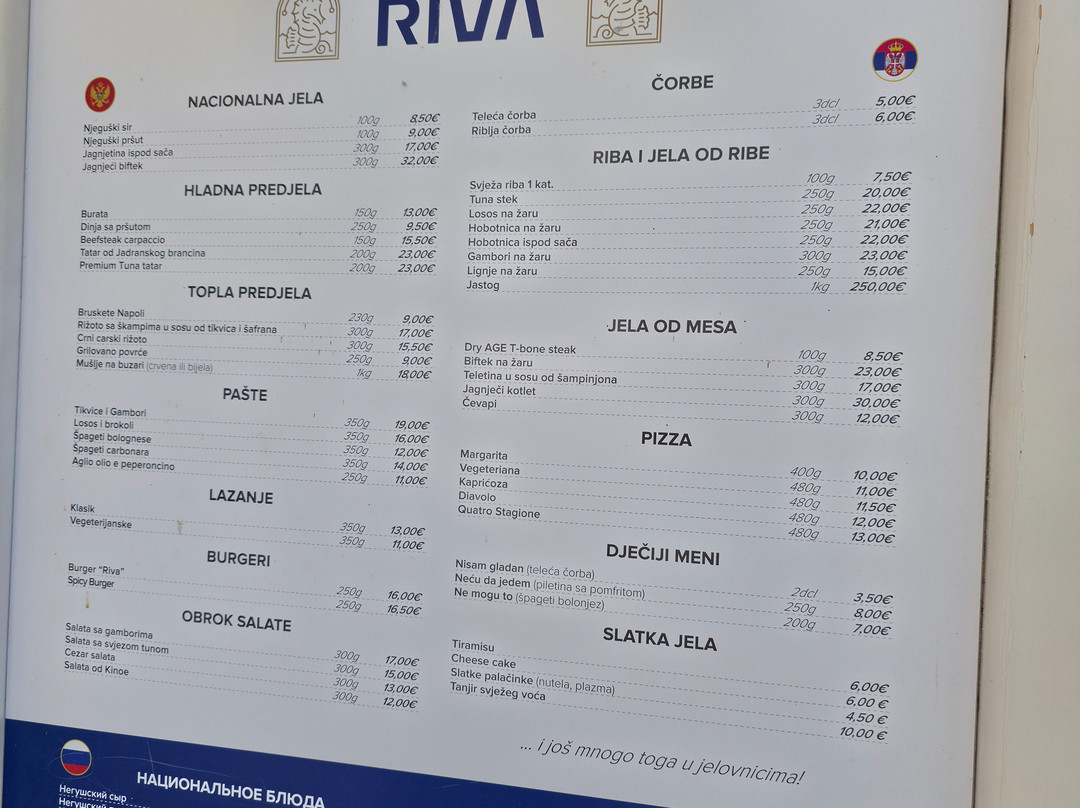 RIVA
NACIONALNA JELA
Njeguški sir 100g 8,50€
Njeguški pršut 100g 9,00€
Jagnjetina ispod sača 300g 17,00€
Jagnjeći biftek 300g 32,00€
HLADNA PREDJELA
Burata 150g 13,00€
Dinja sa pršutom 250g 9,50€
Beefsteak carpaccio 150g 15,50€
Tatar od Jadranskog brancina 200g 23,00€
Premium Tuna tatar 200g 23,00€
TOPLA PREDJELA
Bruskete Napoli 230g 9,00€
Rižoto sa škampima u sosu od tikvica i šafrana 300g 17,00€
Crni carski rižoto 300g 15,50€
Grilovano povrće 250g 9,00€
Mušlje na buzari (crvena ili bijela) 1kg 18,00€
PAŠTE
Tikvice i Gambori 350g 19,00€
Losos i brokoli 350g 16,00€
Špageti bolognese 350g 12,00€
Špageti carbonara 350g 14,00€
Aglio olio e peperoncino 250g 11,00€
LAZANJE
Klasik 350g 13,00€
Vegeterijanske 350g 11,00€
BURGERI
Burger "Riva" 250g 16,00€
Spicy Burger 250g 16,50€
OBROK SALATE
Salata sa gamborima 300g 17,00€
Salata sa svjezom tunom 300g 15,00€
Cezar salata 300g 13,00€
Salata od Kinoe 300g 12,00€
ČORBE
Teleća čorba 3dcl 5,00€
Riblja čorba 3dcl 6,00€
RIBA I JELA OD RIBE
Svježa riba 1 kat. 100g 7,50€
Tuna stek 250g 20,00€
Losos na žaru 250g 22,00€
Hobotnica na žaru 250g 21,00€
Hobotnica ispod sača 250g 22,00€
Gambori na žaru 300g 23,00€
Lignje na žaru 250g 15,00€
Jastog 1kg 250,00€
JELA OD MESA
Dry AGE T-bone steak 100g 8,50€
Biftek na žaru 300g 23,00€
Teletina u sosu od šampinjona 300g 17,00€
Jagnječi kotlet 300g 30,00€
Čevapi 300g 12,00€
PIZZA
Margarita 400g 10,00€
Vegeteriana 480g 11,00€
Kaprićoza 480g 11,50€
Diavolo 480g 12,00€
Quatro Stagione 480g 13,00€
DJEČIJI MENI
Nisam gladan (teleća čorba) 2dcl 3,50€
Neću da jedem (piletina sa pomfritom) 250g 8,00€
Ne mogu to (špageti bolonjez) 200g 7,00€
SLATKA JELA
Tiramisu 6,00€
Cheese cake 6,00 €
Slatke palačinke (nutela, plazma) 4,50 €
Tanjir svježeg voća 10,00 €
... i još mnogo toga u jelovnicima!
НАЦИОНАЛЬНОЕ БЛЮДА
Негушский сыр
Негушский